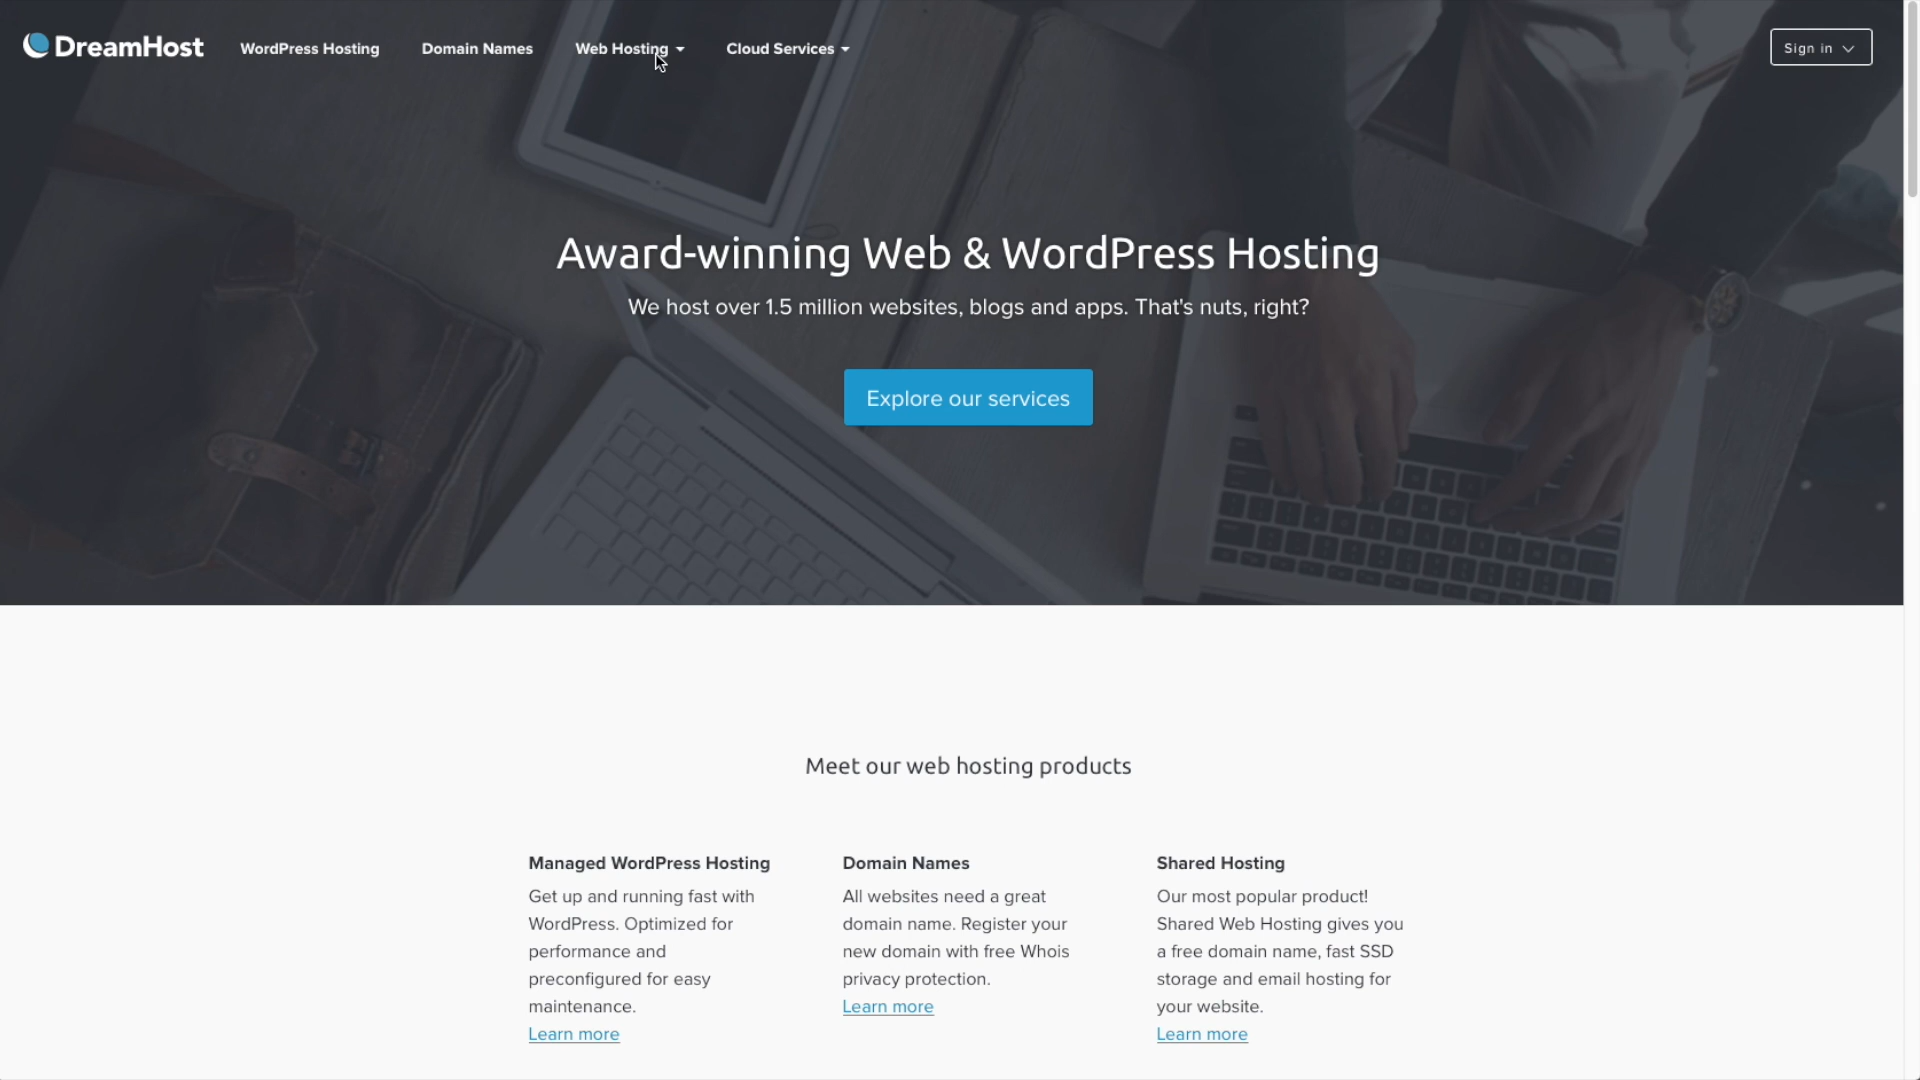 DreamHost
WordPress Hosting
Domain Names
Web Hosting
Cloud Services
Sign in
Award-winning Web & WordPress Hosting
We host over 1.5 million websites, blogs and apps. That's nuts, right?
Explore our services
Meet our web hosting products
Managed WordPress Hosting
Get up and running fast with
WordPress. Optimized for
performance and
preconfigured for easy
maintenance.
Learn more
Domain Names
All websites need a great
domain name. Register your
new domain with free Whois
privacy protection.
Learn more
Shared Hosting
Our most popular product!
Shared Web Hosting gives you
a free domain name, fast SSD
storage and email hosting for
your website.
Learn more